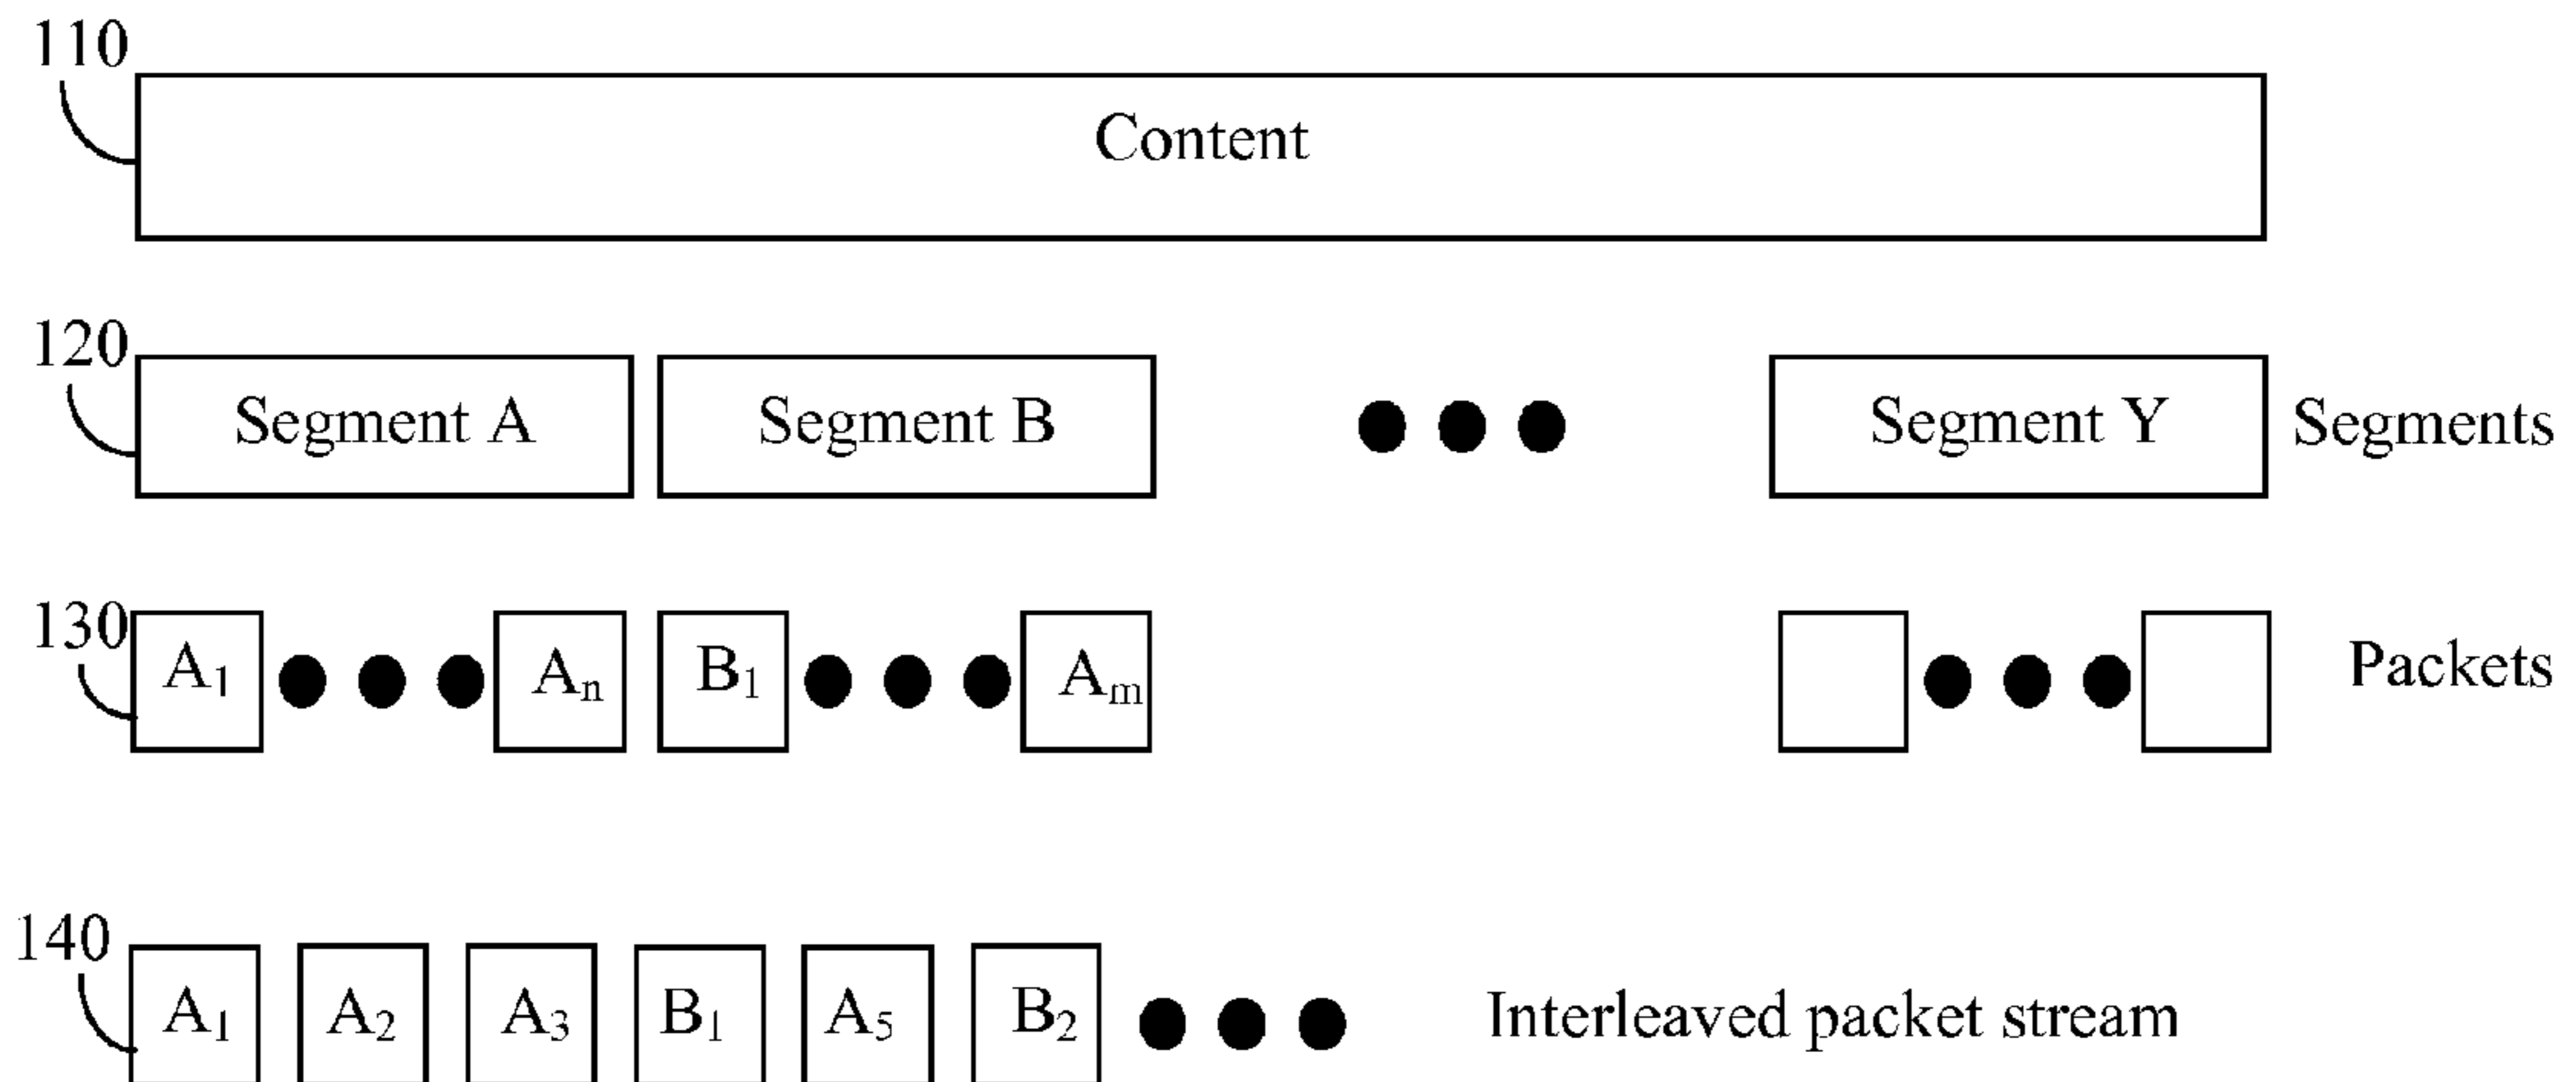 110
Content
120
Segment A Segment B Segment Y Segments
130
A₁ Aₙ B₁ Aₘ Packets
140
A₁ A₂ A₃ B₁ A₅ B₂ Interleaved packet stream